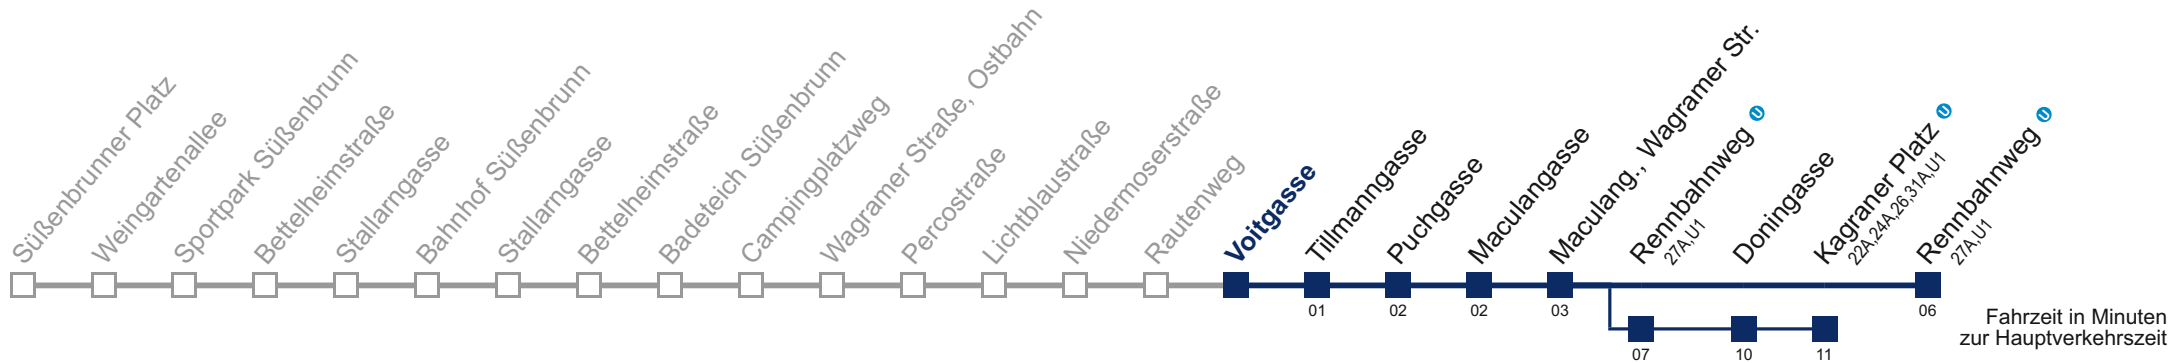 Süßenbrunner Platz
Weingartenallee
Sportpark Süßenbrunn
Bettelheimstraße
Stallarngasse
Bahnhof Süßenbrunn
Stallarngasse
Bettelheimstraße
Badeteich Süßenbrunn
Campingplatzweg
Wagramer Straße, Ostbahn
Percostraße
Lichtblaustraße
Niedermoserstraße
Rautenweg
Voitgasse
Tillmanngasse
Puchgasse
Maculangasse
Maculang., Wagramer Str.
Rennbahnweg U
27A,U1
Doningasse
Kagraner Platz U
22A,24A,26,31A,U1
Rennbahnweg U
27A,U1
01
02
02
03
06
07
10
11
Fahrzeit in Minuten
zur Hauptverkehrszeit